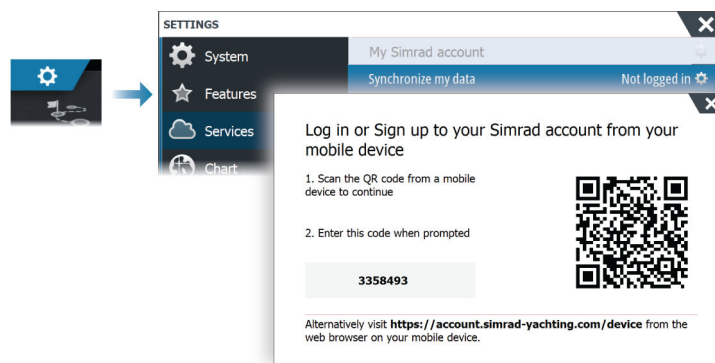 SETTINGS
System
Features
Services
Chart
My Simrad account
Synchronize my data Not logged in
Log in or Sign up to your Simrad account from your
mobile device
1. Scan the QR code from a mobile
device to continue
2. Enter this code when prompted
3358493
Alternatively visit https://account.simrad-yachting.com/device from the
web browser on your mobile device.